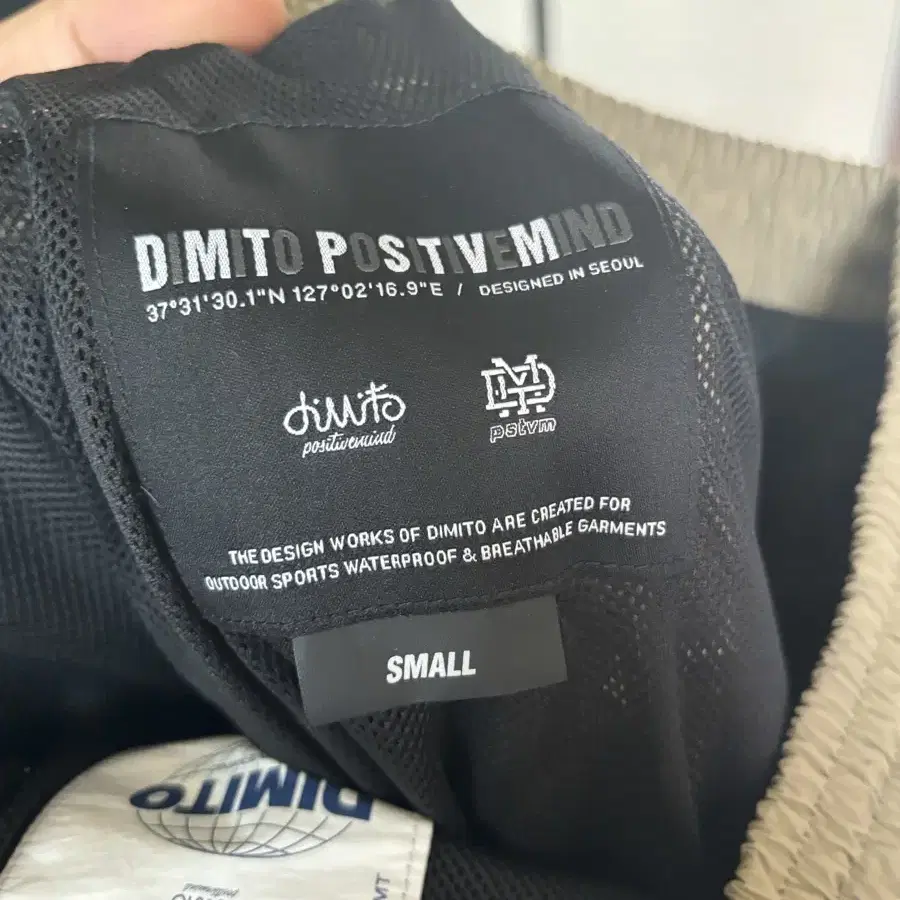 DIMITO POSITIVEMIND
37°31'30.1"N 127°02'16.9"E / DESIGNED IN SEOUL
dimito
positivemind
DMT
pstvm
THE DESIGN WORKS OF DIMITO ARE CREATED FOR
OUTDOOR SPORTS WATERPROOF & BREATHABLE GARMENTS
SMALL
DIMITO